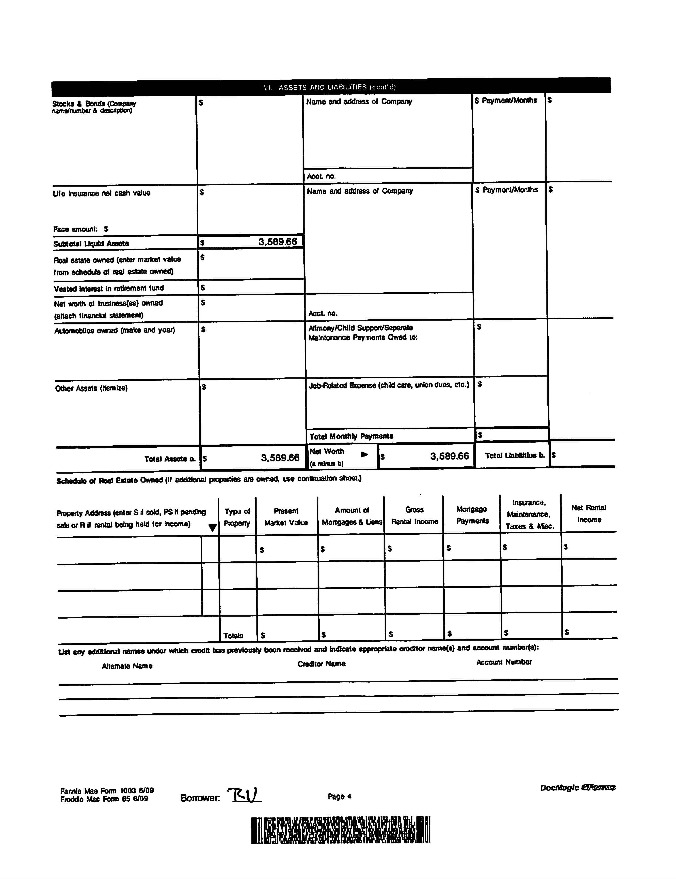 VI. ASSETS AND LIABILITIES (cont'd)
Stocks & Bonds (Company name/number & description)
$
Name and address of Company
$ Payment/Months
$
Acct. no.
Life insurance net cash value
$
Name and address of Company
$ Payment/Months
$
Face amount: $
Subtotal Liquid Assets
$ 3,589.66
Real estate owned (enter market value
from schedule of real estate owned)
$
Vested interest in retirement fund
$
Net worth of business(es) owned
(attach financial statement)
$
Acct. no.
Automobiles owned (make and year)
$
Alimony/Child Support/Separate
Maintenance Payments Owed to:
$
Other Assets (itemize)
$
Job-Related Expense (child care, union dues, etc.)
$
Total Monthly Payments
$
Total Assets a.
$ 3,589.66
Net Worth
(a minus b)
$ 3,589.66
Total Liabilities b.
$
Schedule of Real Estate Owned (If additional properties are owned, use continuation sheet.)
Property Address (enter S if sold, PS if pending
sale or R if rental being held for income)
Type of
Property
Present
Market Value
Amount of
Mortgages & Liens
Gross
Rental Income
Mortgage
Payments
Insurance,
Maintenance,
Taxes & Misc.
Net Rental
Income
$ $ $ $ $ $
Totals $ $ $ $ $ $
List any additional names under which credit has previously been received and indicate appropriate creditor name(s) and account number(s):
Alternate Name Creditor Name Account Number
Fannie Mae Form 1003 6/09
Freddie Mac Form 65 6/09
Borrower: RV
Page 4
DocMagic eForms